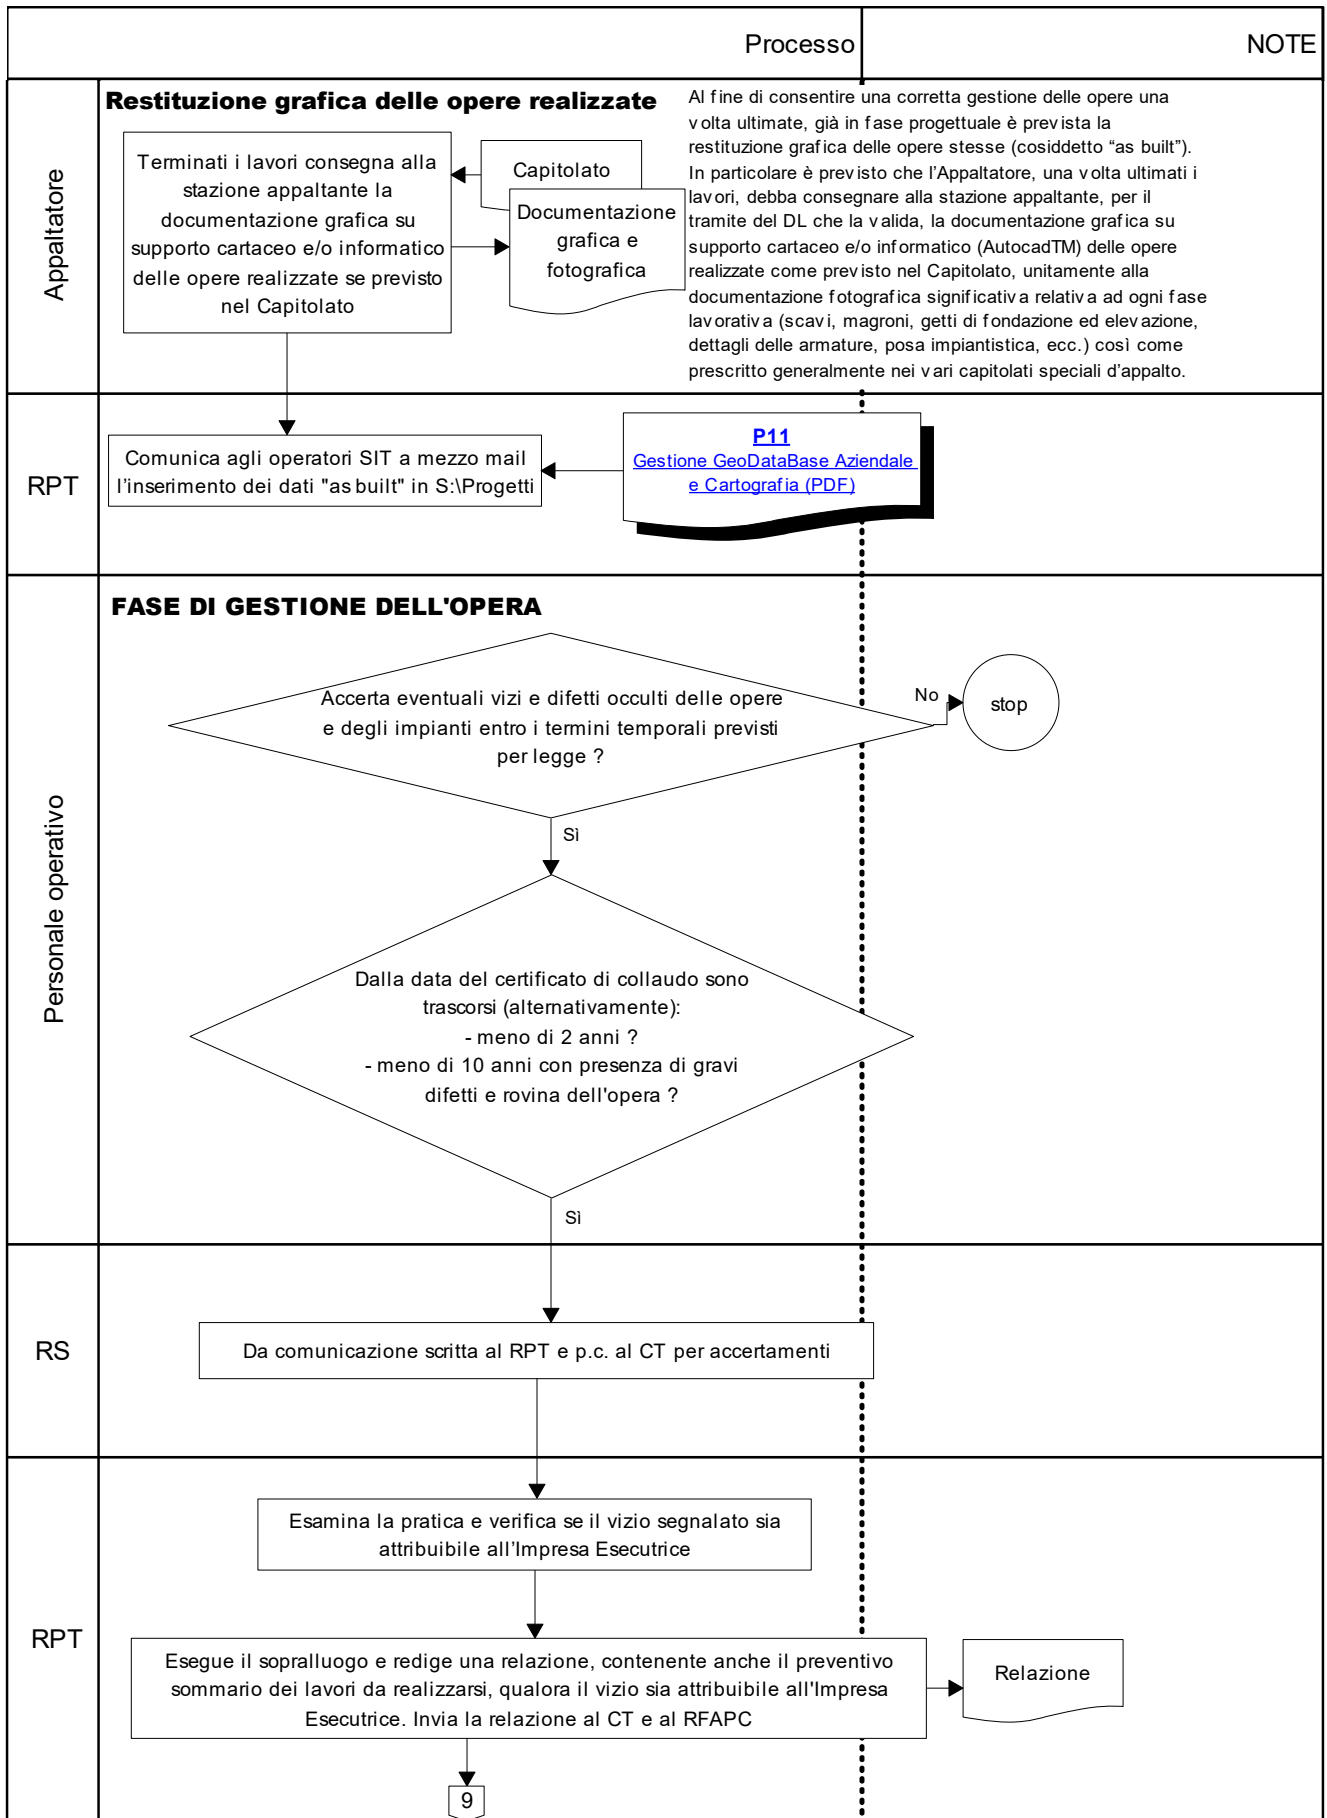 Processo
NOTE
Appaltatore
Restituzione grafica delle opere realizzate
Terminati i lavori consegna alla
stazione appaltante la
documentazione grafica su
supporto cartaceo e/o informatico
delle opere realizzate se previsto
nel Capitolato
Capitolato
Documentazione
grafica e
fotografica
Al fine di consentire una corretta gestione delle opere una
volta ultimate, già in fase progettuale è prevista la
restituzione grafica delle opere stesse (cosiddetto “as built”).
In particolare è previsto che l’Appaltatore, una volta ultimati i
lavori, debba consegnare alla stazione appaltante, per il
tramite del DL che la valida, la documentazione grafica su
supporto cartaceo e/o informatico (AutocadTM) delle opere
realizzate come previsto nel Capitolato, unitamente alla
documentazione fotografica significativa relativa ad ogni fase
lavorativa (scavi, magroni, getti di fondazione ed elevazione,
dettagli delle armature, posa impiantistica, ecc.) così come
prescritto generalmente nei vari capitolati speciali d’appalto.
RPT
Comunica agli operatori SIT a mezzo mail
l’inserimento dei dati "as built" in S:\Progetti
P11
Gestione GeoDataBase Aziendale
e Cartografia (PDF)
Personale operativo
FASE DI GESTIONE DELL'OPERA
Accerta eventuali vizi e difetti occulti delle opere
e degli impianti entro i termini temporali previsti
per legge ?
No
stop
Sì
Dalla data del certificato di collaudo sono
trascorsi (alternativamente):
- meno di 2 anni ?
- meno di 10 anni con presenza di gravi
difetti e rovina dell'opera ?
Sì
RS
Da comunicazione scritta al RPT e p.c. al CT per accertamenti
RPT
Esamina la pratica e verifica se il vizio segnalato sia
attribuibile all’Impresa Esecutrice
Esegue il sopralluogo e redige una relazione, contenente anche il preventivo
sommario dei lavori da realizzarsi, qualora il vizio sia attribuibile all'Impresa
Esecutrice. Invia la relazione al CT e al RFAPC
Relazione
9